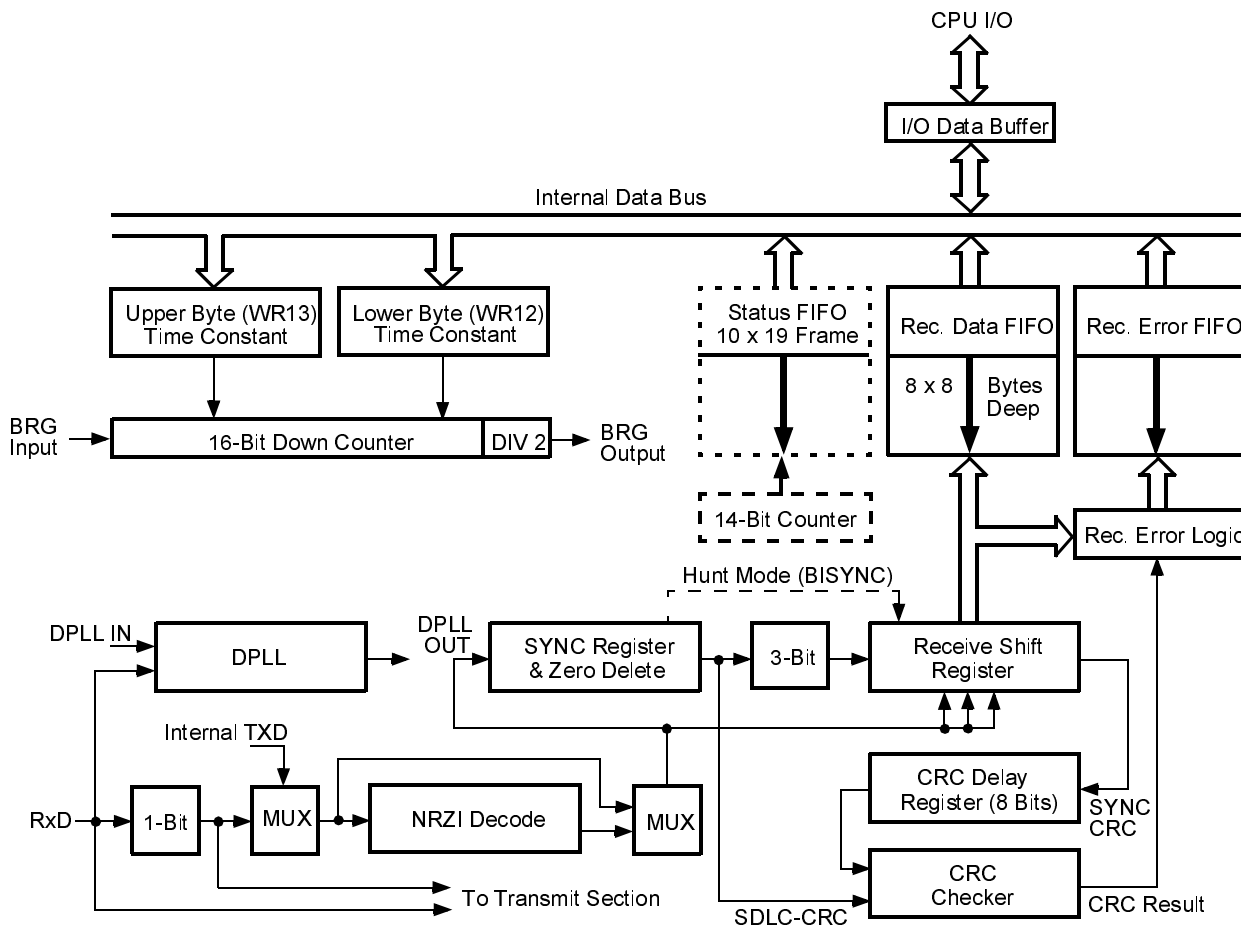 CPU I/O
I/O Data Buffer
Internal Data Bus
Upper Byte (WR13)
Time Constant
Lower Byte (WR12)
Time Constant
Status FIFO
10 x 19 Frame
Rec. Data FIFO
Rec. Error FIFO
8 x 8
Bytes
Deep
BRG
Input
16-Bit Down Counter
DIV 2
BRG
Output
14-Bit Counter
Rec. Error Logic
Hunt Mode (BISYNC)
DPLL IN
DPLL
DPLL
OUT
SYNC Register
& Zero Delete
3-Bit
Receive Shift
Register
Internal TXD
RxD
1-Bit
MUX
NRZI Decode
MUX
CRC Delay
Register (8 Bits)
SYNC
CRC
To Transmit Section
SDLC-CRC
CRC
Checker
CRC Result